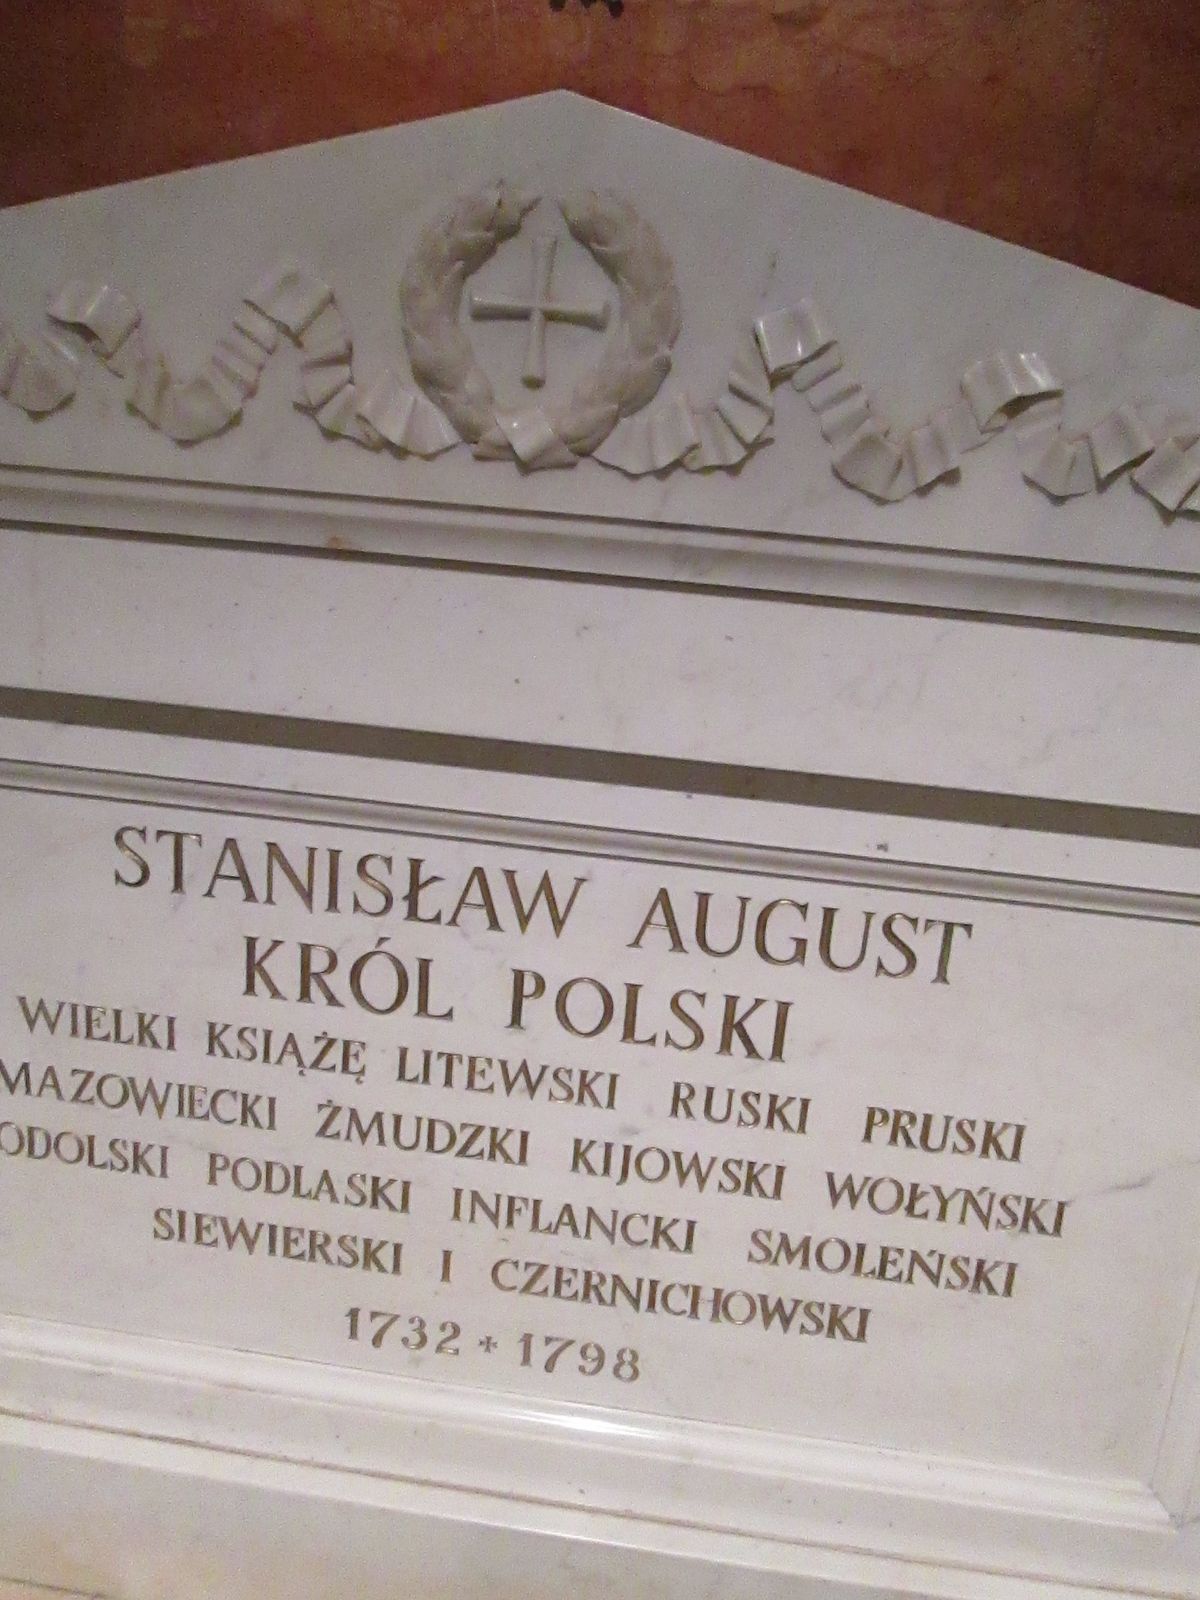 STANISŁAW AUGUST
KRÓL POLSKI
WIELKI KSIĄŻĘ LITEWSKI RUSKI PRUSKI
MAZOWIECKI ŻMUDZKI KIJOWSKI WOŁYŃSKI
ODOLSKI PODLASKI INFLANCKI SMOLEŃSKI
SIEWIERSKI I CZERNICHOWSKI
1732 + 1798